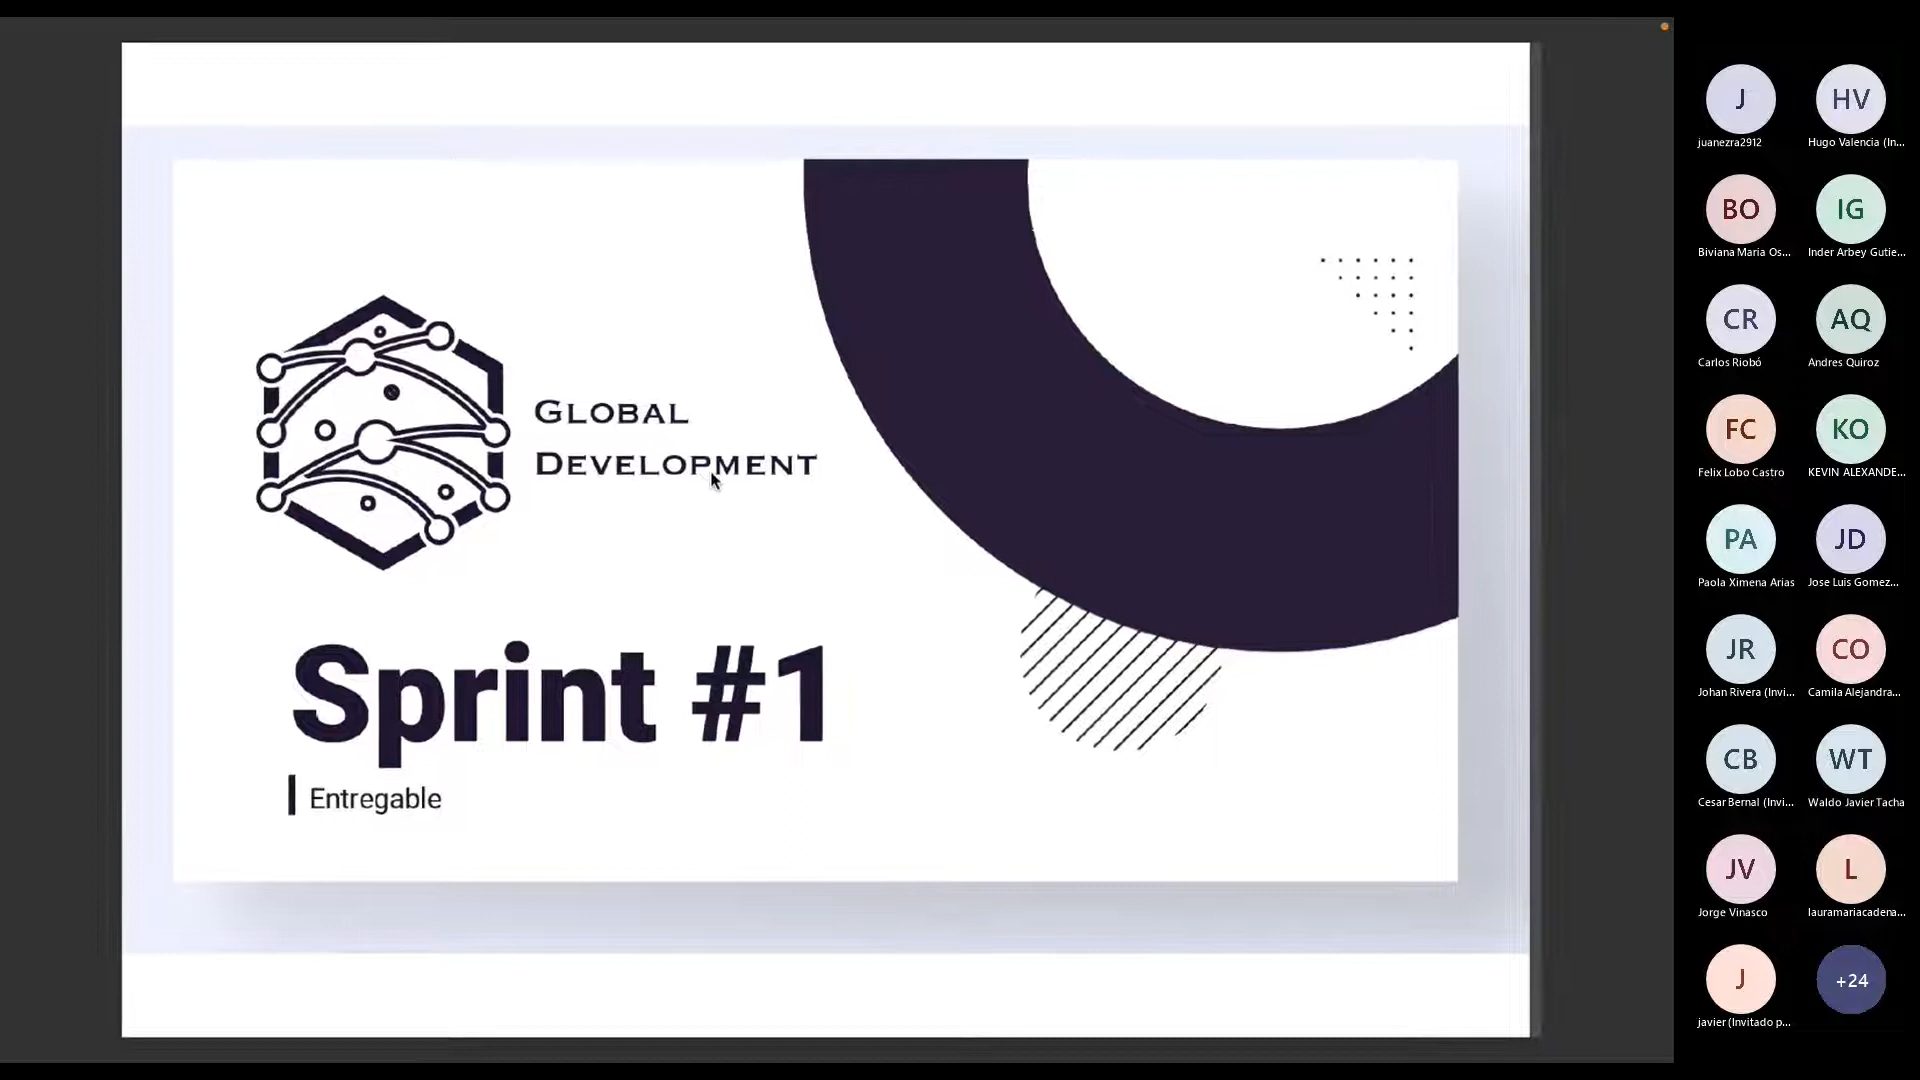 GLOBAL
DEVELOPMENT
Sprint #1
Entregable
J
HV
juanezra2912
Hugo Valencia (In...
BO
IG
Biviana Maria Os...
Inder Arbey Gutie...
CR
AQ
Carlos Riobó
Andres Quiroz
FC
KO
Felix Lobo Castro
KEVIN ALEXANDE...
PA
JD
Paola Ximena Arias
Jose Luis Gomez...
JR
CO
Johan Rivera (Invi...
Camila Alejandra...
CB
WT
Cesar Bernal (Invi...
Waldo Javier Tacha
JV
L
Jorge Vinasco
lauramariacadena...
J
+24
javier (Invitado p...